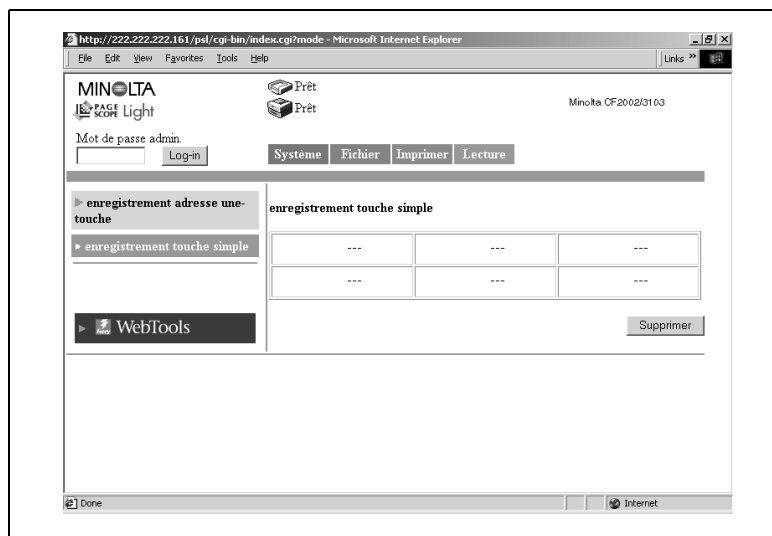 http://222.222.222.161/psl/cgi-bin/index.cgi?mode - Microsoft Internet Explorer
File Edit View Favorites Tools Help
Links »
MINOLTA
PAGE SCOPE Light
Prêt
Prêt
Minolta CF2002/3103
Mot de passe admin.
Log-in
Système Fichier Imprimer Lecture
enregistrement adresse une-
touche
enregistrement touche simple
enregistrement touche simple
--- --- ---
--- --- ---
fiery WebTools
Supprimer
Done
Internet